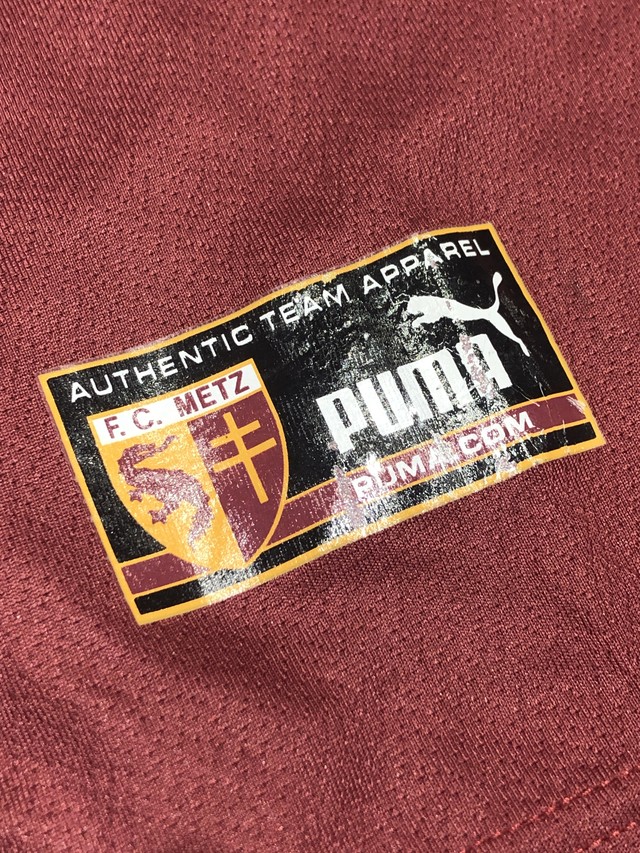 AUTHENTIC TEAM APPAREL
F. C. METZ
PUMA
PUMA.COM